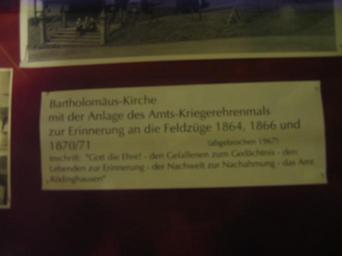 Bartholomäus-Kirche
mit der Anlage des Amts-Kriegerehrenmals
zur Erinnerung an die Feldzüge 1864, 1866 und
1870/71 (abgebrochen 1967)
Inschrift: "Gott die Ehre! - den Gefallenen zum Gedächtnis - den
Lebenden zur Erinnerung - der Nachwelt zur Nachahmung - das Amt
Rödinghausen"